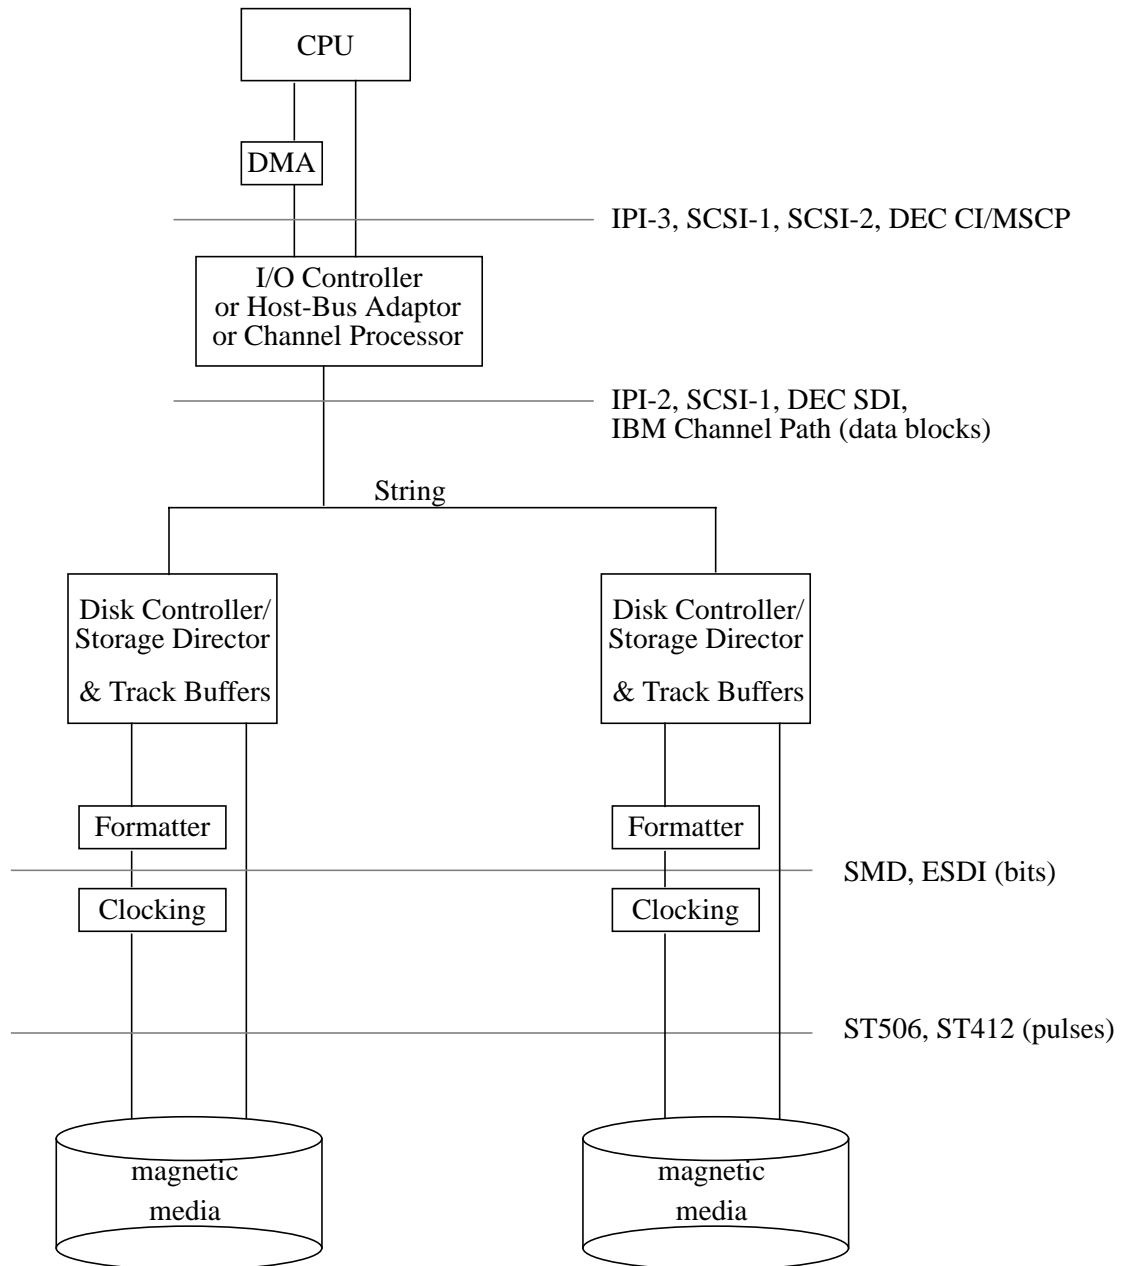 CPU
DMA
IPI-3, SCSI-1, SCSI-2, DEC CI/MSCP
I/O Controller
or Host-Bus Adaptor
or Channel Processor
IPI-2, SCSI-1, DEC SDI,
IBM Channel Path (data blocks)
String
Disk Controller/
Storage Director
& Track Buffers
Disk Controller/
Storage Director
& Track Buffers
Formatter
Formatter
SMD, ESDI (bits)
Clocking
Clocking
ST506, ST412 (pulses)
magnetic
media
magnetic
media